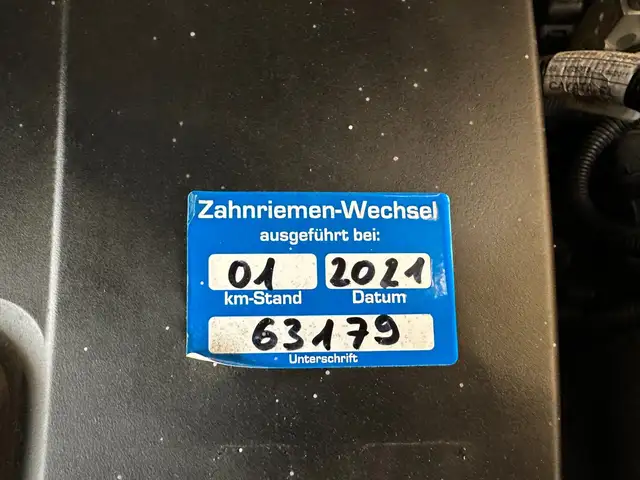 Zahnriemen-Wechsel
ausgeführt bei:
01 2021
km-Stand Datum
63179
Unterschrift